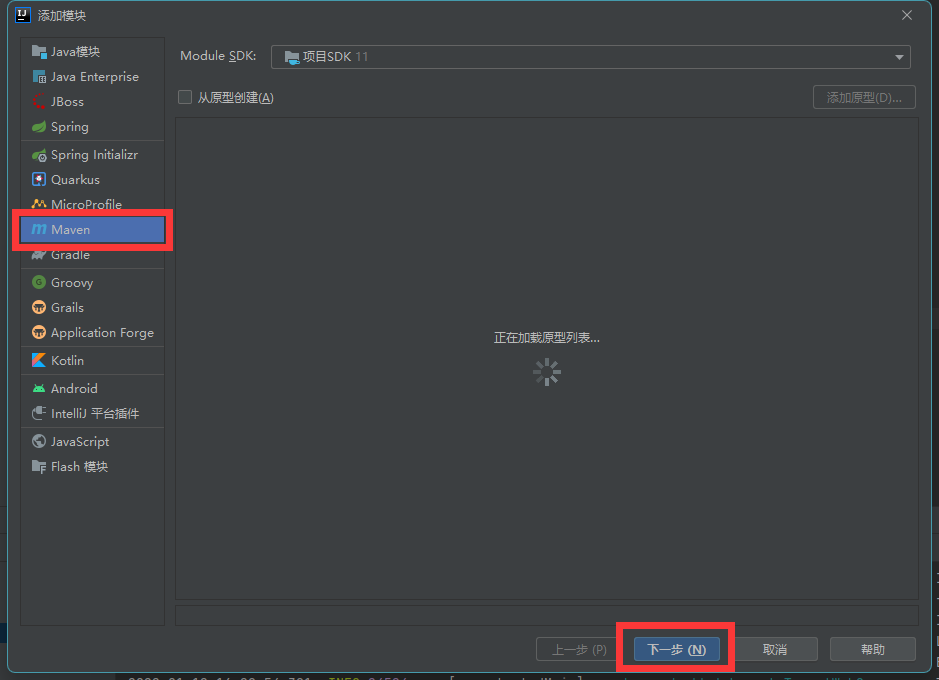 添加模块
Java模块
Java Enterprise
JBoss
Spring
Spring Initializr
Quarkus
MicroProfile
Maven
Gradle
Groovy
Grails
Application Forge
Kotlin
Android
IntelliJ 平台插件
JavaScript
Flash 模块
Module SDK:
项目SDK 11
从原型创建(A)
添加原型(D)...
正在加载原型列表...
上一步 (P)
下一步 (N)
取消
帮助